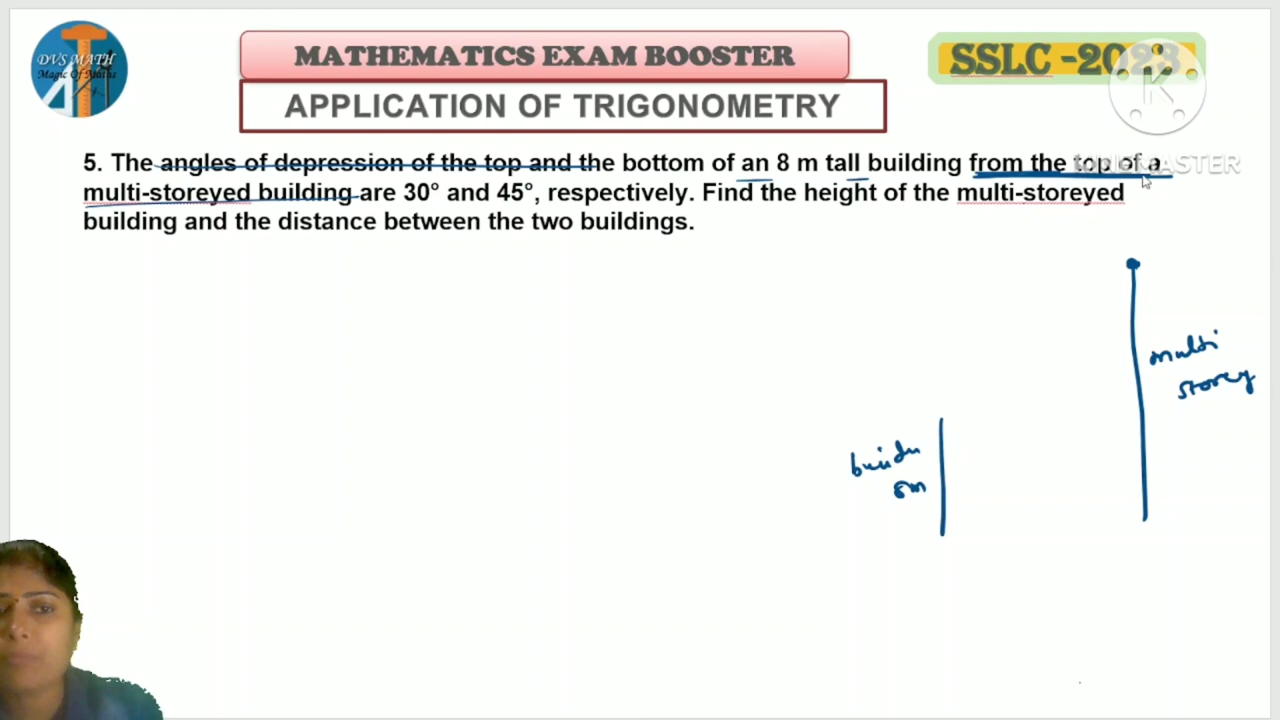 DVS MATH
Magic Of Maths
MATHEMATICS EXAM BOOSTER
SSLC -2023
APPLICATION OF TRIGONOMETRY
5. The angles of depression of the top and the bottom of an 8 m tall building from the top of a
multi-storeyed building are 30° and 45°, respectively. Find the height of the multi-storeyed
building and the distance between the two buildings.
K
multi
storey
8m